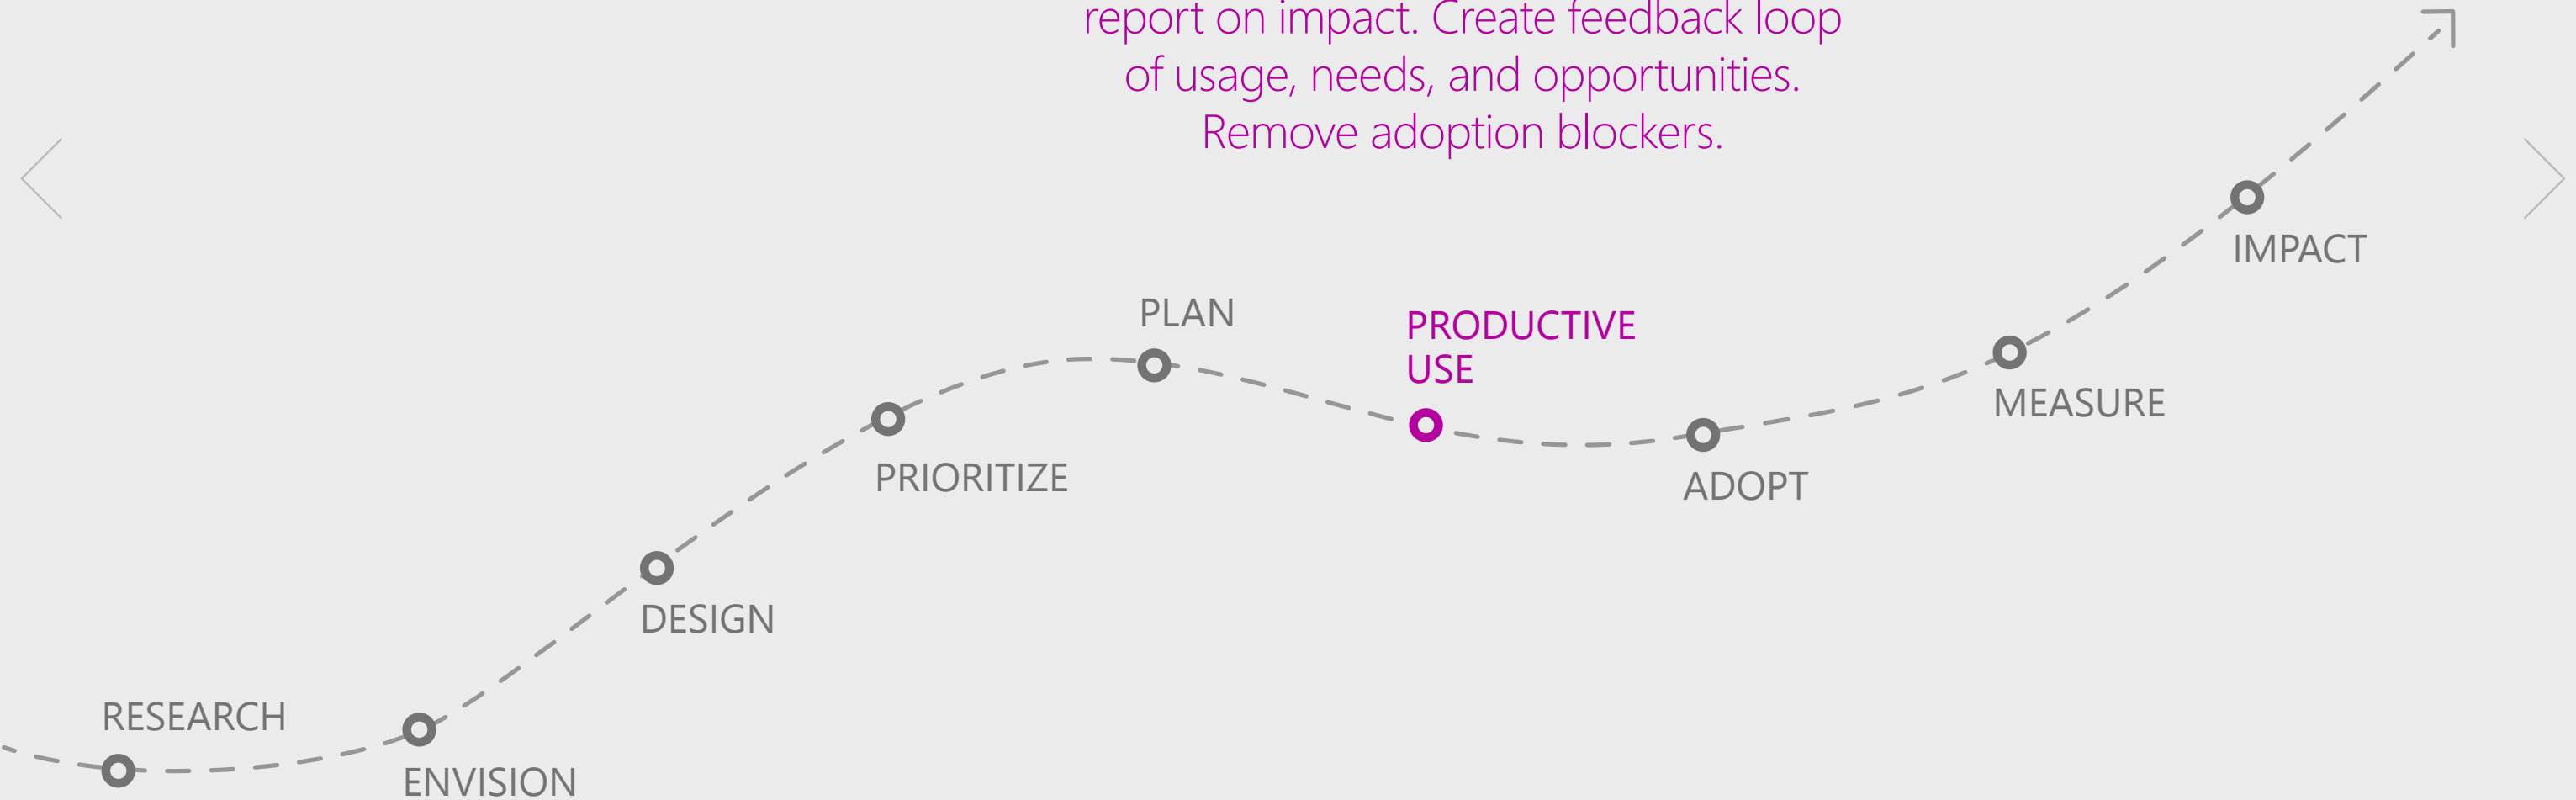 report on impact. Create feedback loop
of usage, needs, and opportunities.
Remove adoption blockers.
IMPACT
PLAN
PRODUCTIVE
USE
MEASURE
PRIORITIZE
ADOPT
DESIGN
RESEARCH
ENVISION